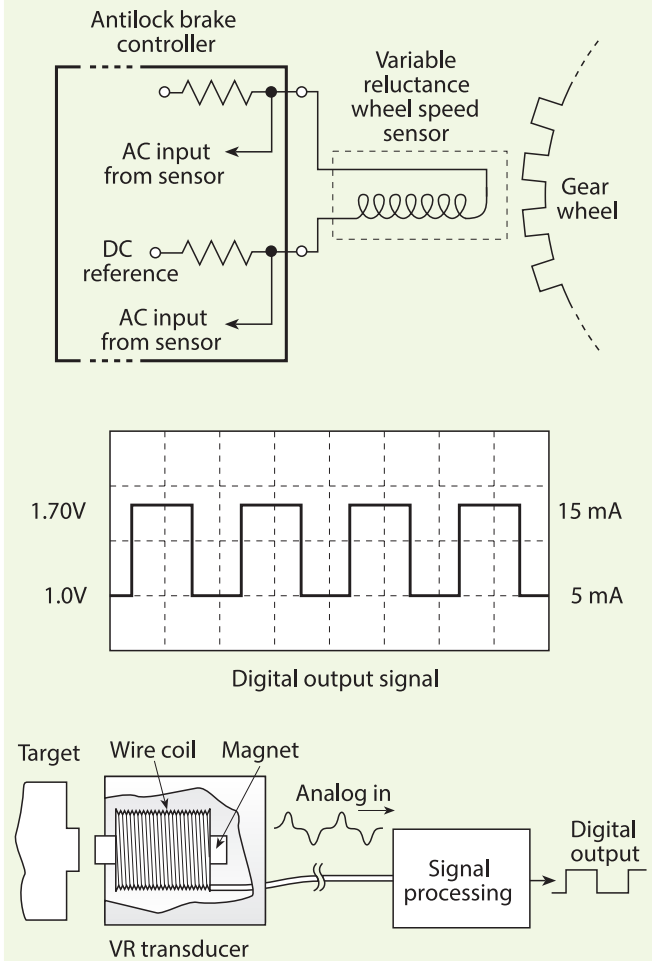 Antilock brake
controller
Variable
reluctance
wheel speed
sensor
AC input
from sensor
Gear
wheel
DC
reference
AC input
from sensor
1.70V
15 mA
1.0V
5 mA
Digital output signal
Target
Wire coil
Magnet
Analog in
Digital
output
Signal
processing
VR transducer